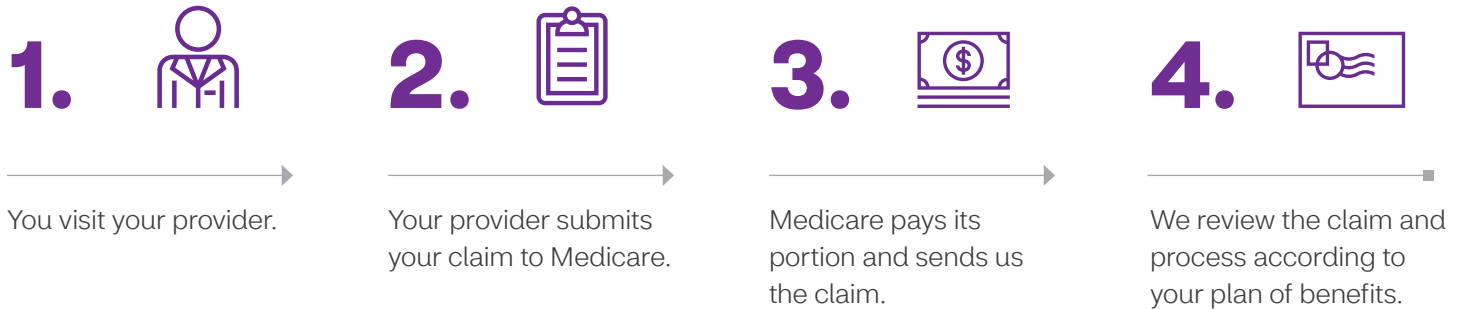 1.
You visit your provider.
2.
Your provider submits
your claim to Medicare.
3.
$
Medicare pays its
portion and sends us
the claim.
4.
We review the claim and
process according to
your plan of benefits.